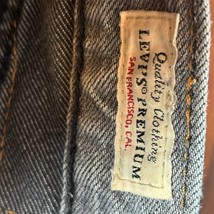 Quality Clothing
LEVI'S® PREMIUM
SAN FRANCISCO, CAL